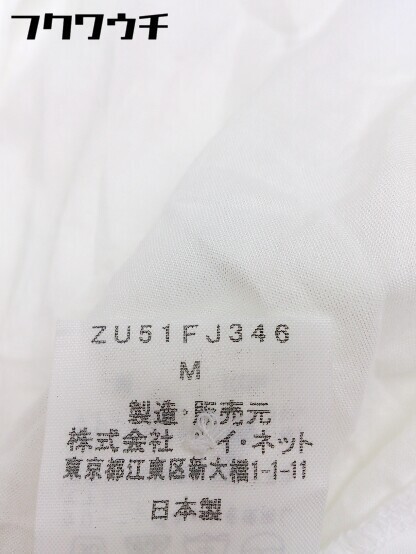 フクワウチ
ZU51FJ346
M
製造・販売元
株式会社 イ・ネット
東京都江東区新大橋1-1-11
日本製